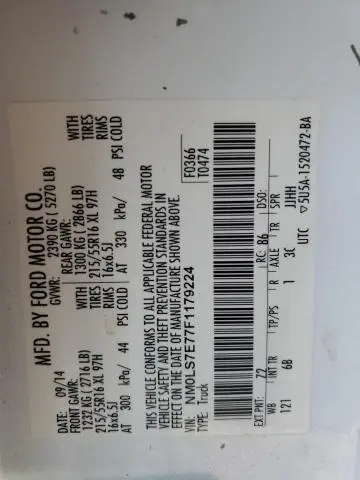 MFD. BY FORD MOTOR CO.
DATE: 09/14 GVWR: 2390 KG ( 5270 LB)
FRONT GAWR: REAR GAWR: WITH
1232 KG ( 2716 LB) 1300 KG ( 2866 LB) TIRES
215/55R16 XL 97H 215/55R16 XL 97H RIMS
16x6.5J 16x6.5J
AT 300 kPa/ 44 PSI COLD AT 330 kPa/ 48 PSI COLD
WITH
TIRES
RIMS
THIS VEHICLE CONFORMS TO ALL APPLICABLE FEDERAL MOTOR
VEHICLE SAFETY AND THEFT PREVENTION STANDARDS IN
EFFECT ON THE DATE OF MANUFACTURE SHOWN ABOVE.
VIN: NM0LS7E77F1179224 F0366
TYPE: Truck T0474
EXT PNT: Z2 RC: 86 DSO:
WB INT TR TP/PS R AXLE TR SPR
121 6B 1 3C JJHH
UTC ▽5U5A-1520472-BA